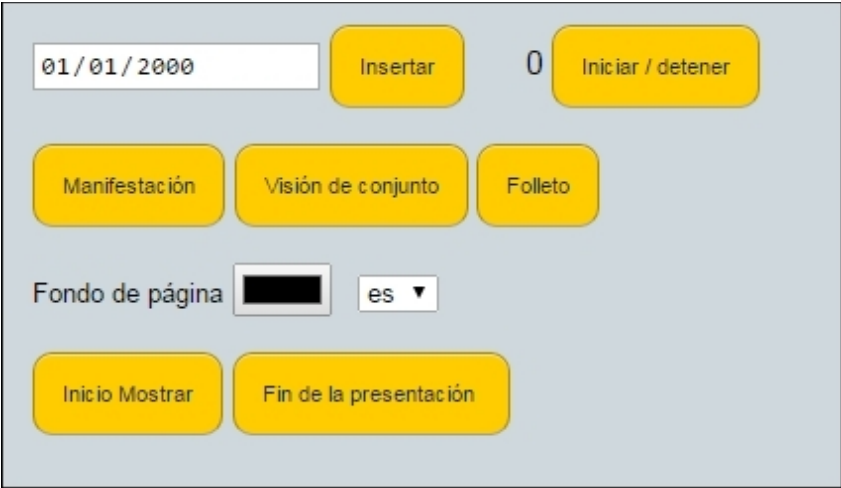 01/01/2000 Insertar 0 Iniciar / detener
Manifestación Visión de conjunto Folleto
Fondo de página es
Inicio Mostrar Fin de la presentación